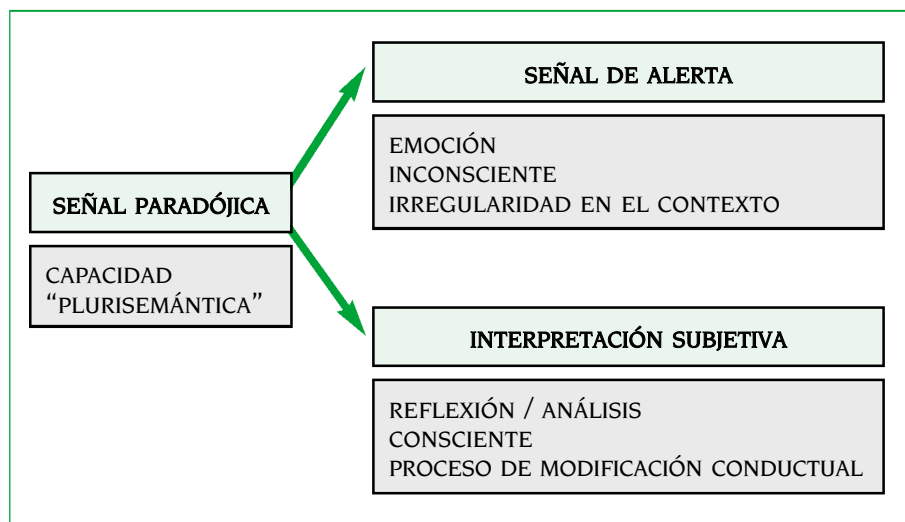 SEÑAL PARADÓJICA
CAPACIDAD
“PLURISEMÁNTICA”
SEÑAL DE ALERTA
EMOCIÓN
INCONSCIENTE
IRREGULARIDAD EN EL CONTEXTO
INTERPRETACIÓN SUBJETIVA
REFLEXIÓN / ANÁLISIS
CONSCIENTE
PROCESO DE MODIFICACIÓN CONDUCTUAL